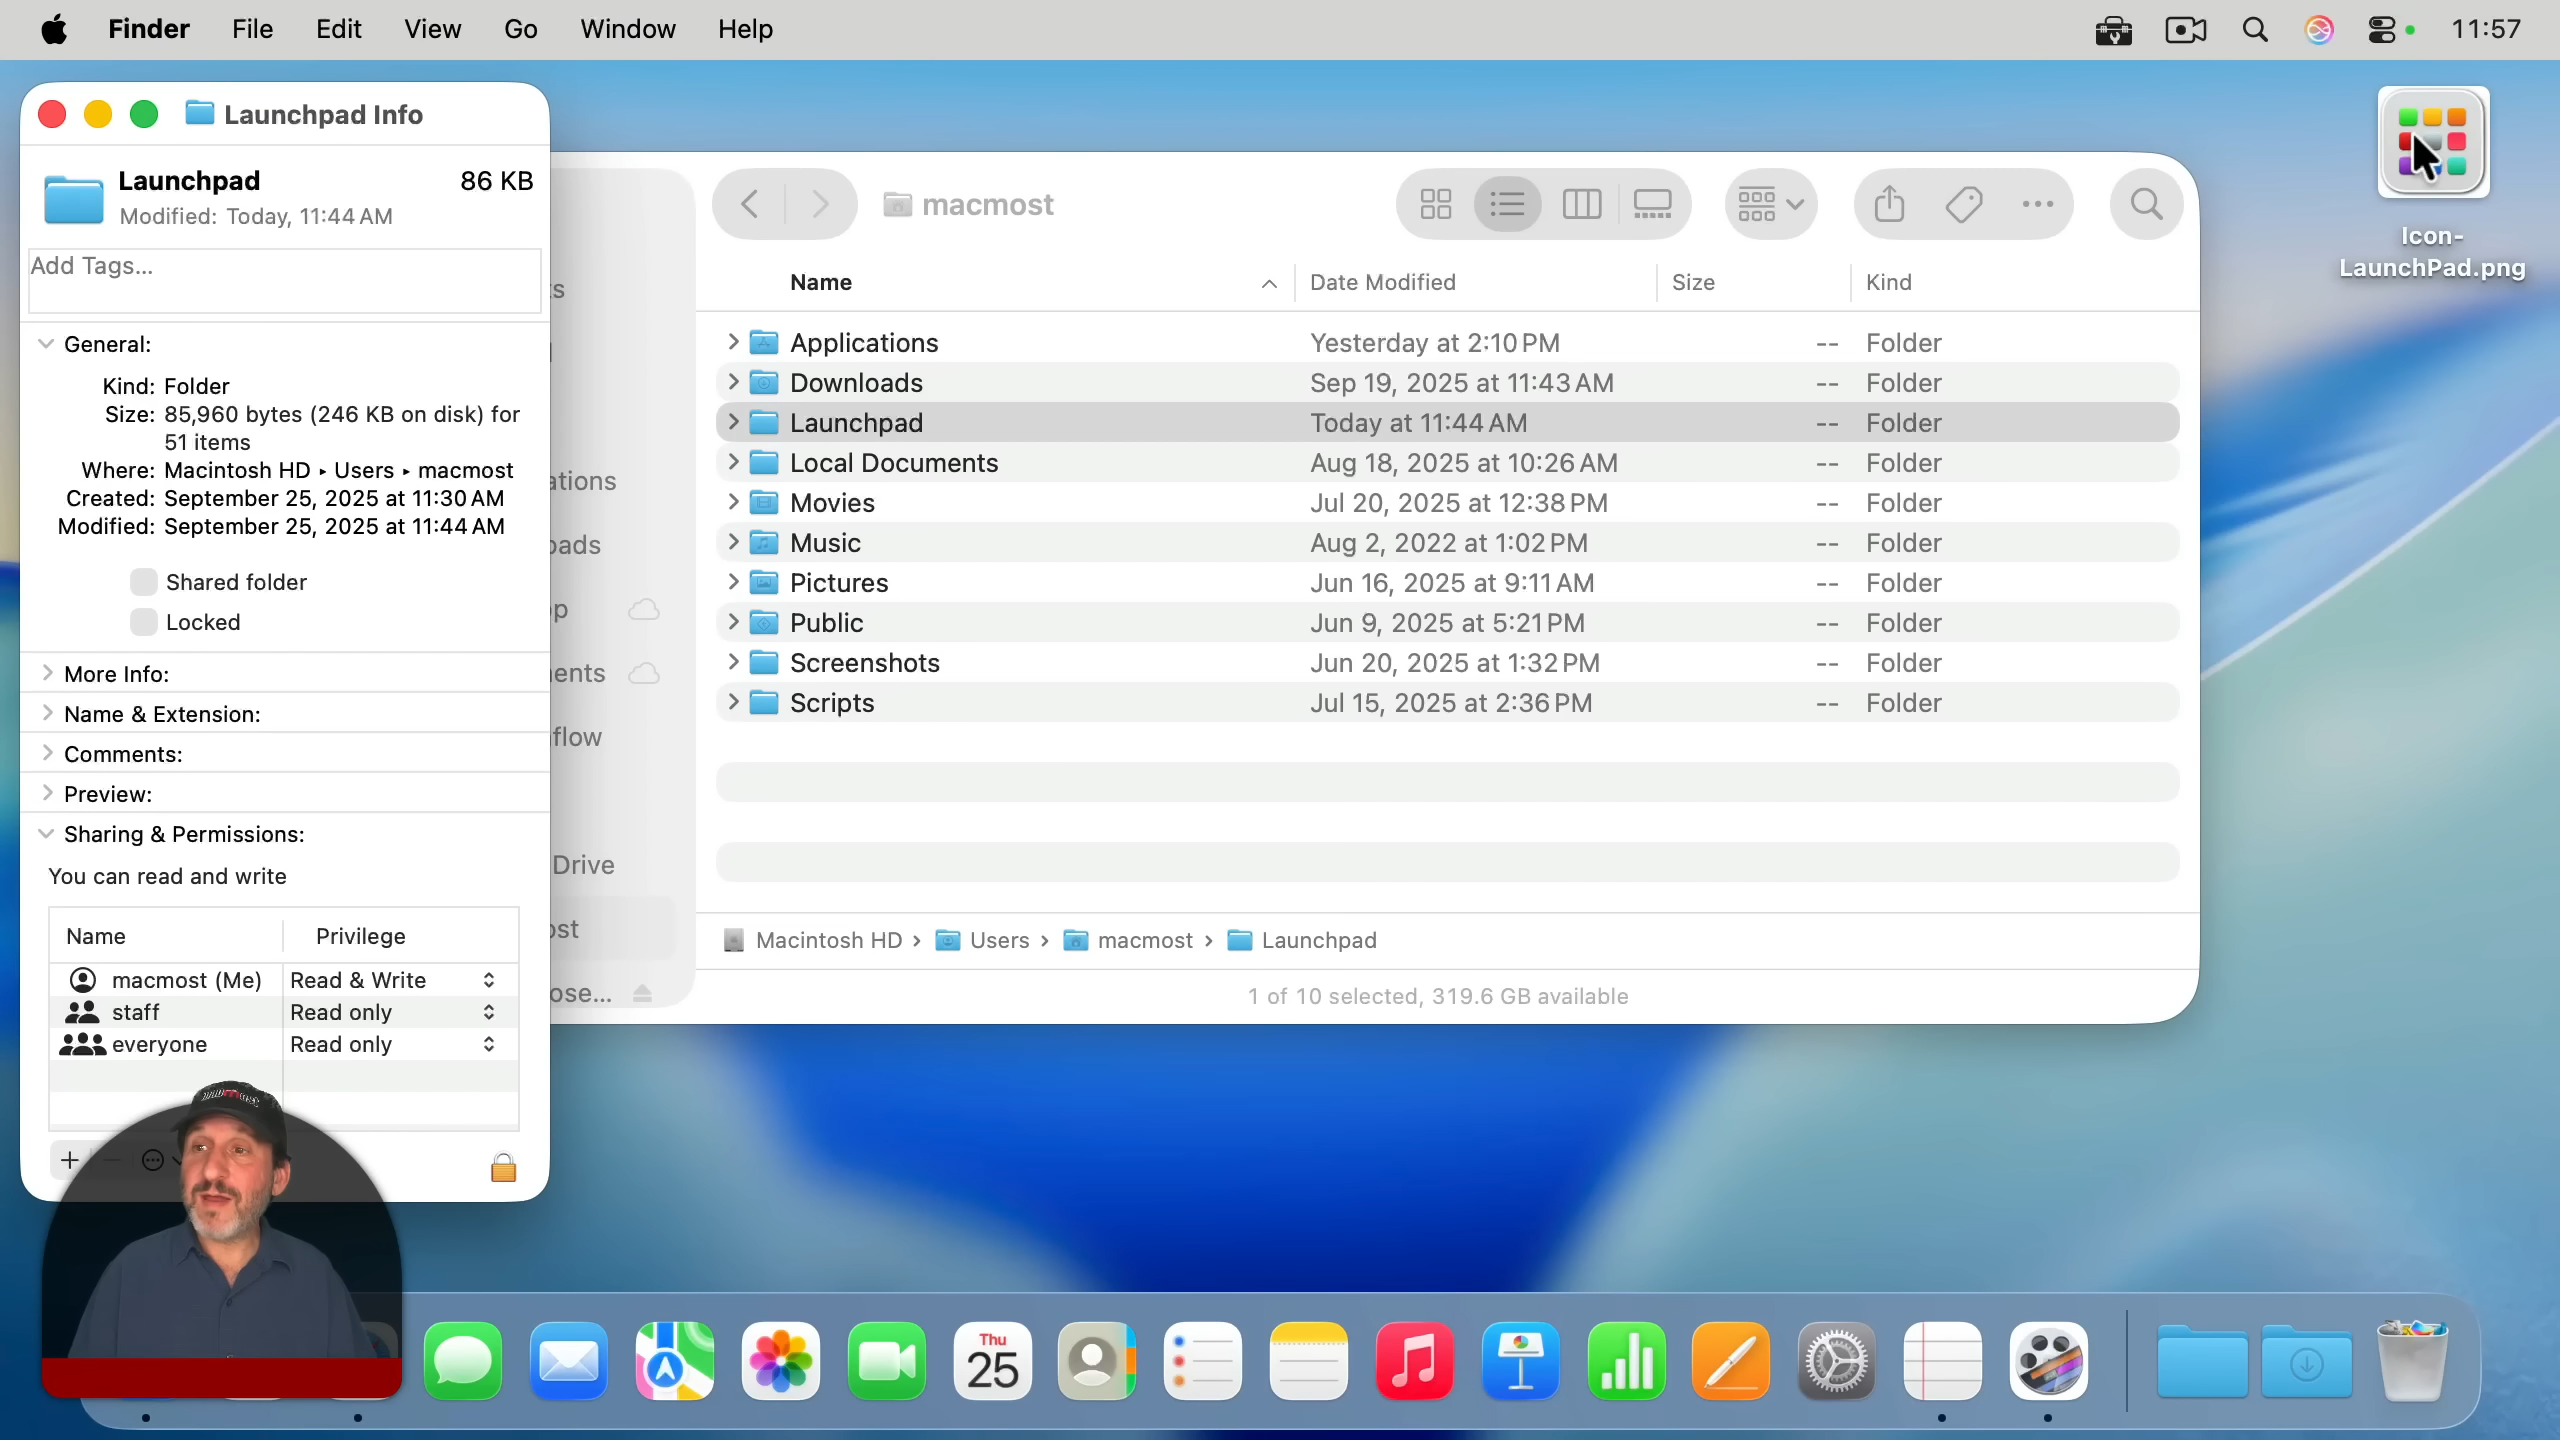 Finder File Edit View Go Window Help 11:57
Launchpad Info
Launchpad 86 KB
Modified: Today, 11:44 AM
Add Tags...
General:
Kind: Folder
Size: 85,960 bytes (246 KB on disk) for
51 items
Where: Macintosh HD ▸ Users ▸ macmost
Created: September 25, 2025 at 11:30 AM
Modified: September 25, 2025 at 11:44 AM
Shared folder
Locked
More Info:
Name & Extension:
Comments:
Preview:
Sharing & Permissions:
You can read and write
Name Privilege
macmost (Me) Read & Write
staff Read only
everyone Read only
ations
oads
ents
flow
Drive
ost
ose...
macmost
Name Date Modified Size Kind
Applications Yesterday at 2:10 PM -- Folder
Downloads Sep 19, 2025 at 11:43 AM -- Folder
Launchpad Today at 11:44 AM -- Folder
Local Documents Aug 18, 2025 at 10:26 AM -- Folder
Movies Jul 20, 2025 at 12:38 PM -- Folder
Music Aug 2, 2022 at 1:02 PM -- Folder
Pictures Jun 16, 2025 at 9:11 AM -- Folder
Public Jun 9, 2025 at 5:21 PM -- Folder
Screenshots Jun 20, 2025 at 1:32 PM -- Folder
Scripts Jul 15, 2025 at 2:36 PM -- Folder
Macintosh HD › Users › macmost › Launchpad
1 of 10 selected, 319.6 GB available
Icon-
LaunchPad.png
Thu
25